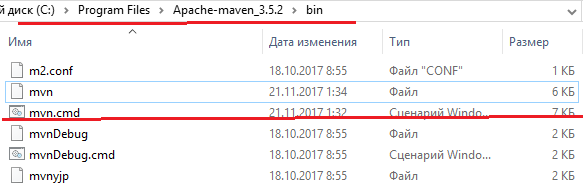 й диск (C:) > Program Files > Apache-maven_3.5.2 > bin
Имя Дата изменения Тип Размер
m2.conf 18.10.2017 8:55 Файл "CONF" 1 КБ
mvn 21.11.2017 1:34 Файл 6 КБ
mvn.cmd 21.11.2017 1:32 Сценарий Windo... 7 КБ
mvnDebug 18.10.2017 8:55 Файл 2 КБ
mvnDebug.cmd 18.10.2017 8:55 Сценарий Windo... 2 КБ
mvnyjp 18.10.2017 8:55 Файл 2 КБ